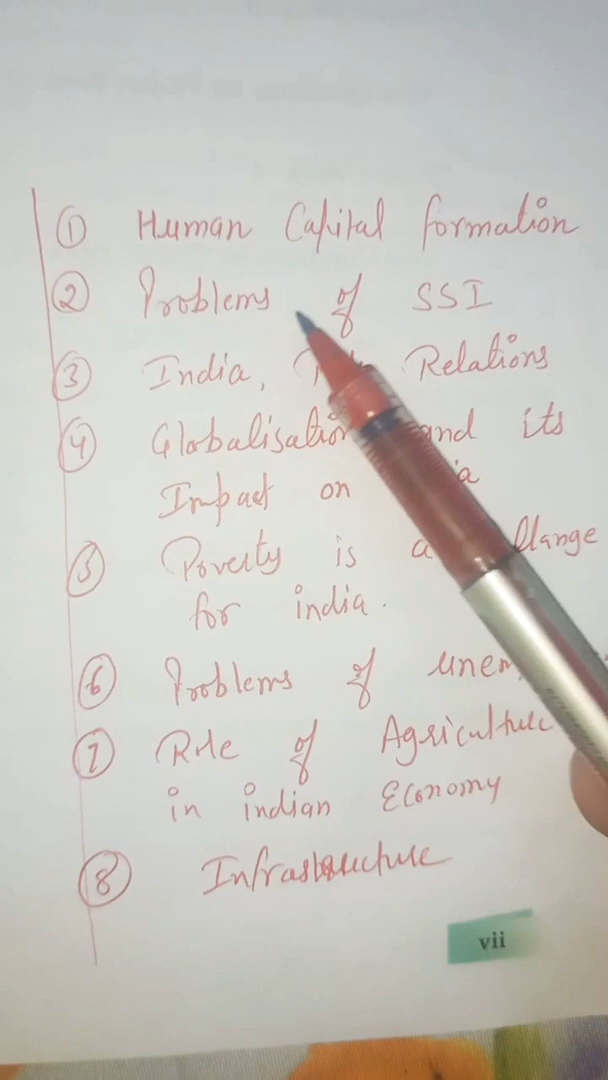 ① Human Capital formation
② Problems of SSI
③ India, Relations
④ Globalisation and its
Impact on
⑤ Poverty is a
for india.
⑥ Problems of
⑦ Role of Agriculture
in indian Economy
⑧ Infrastructure
vii